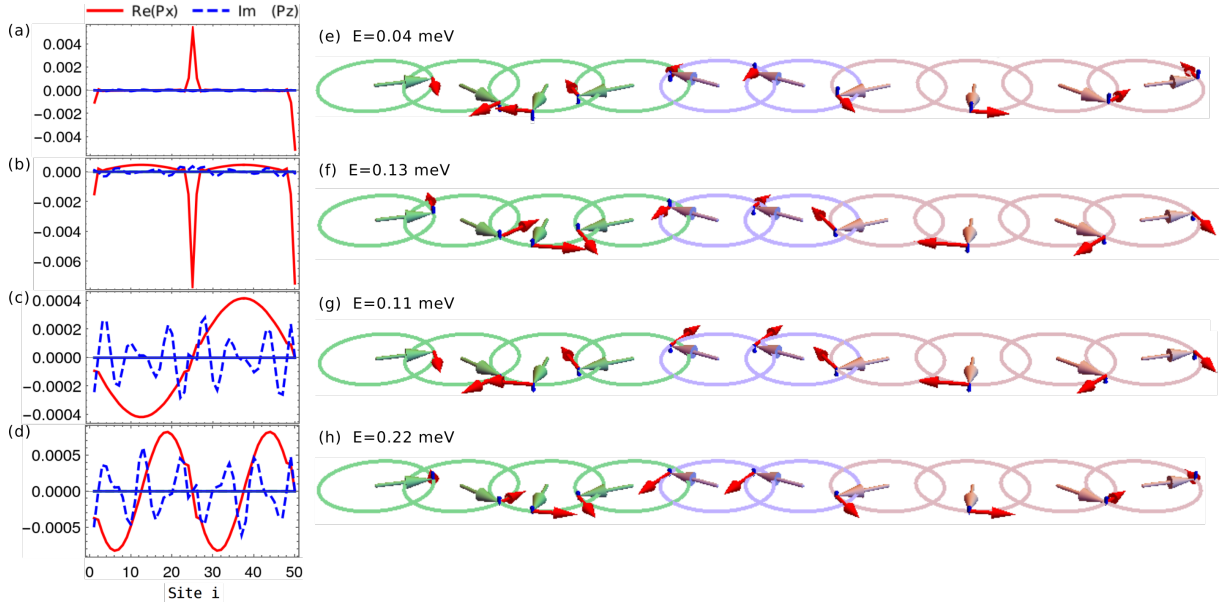 Re(Px) Im (Pz)
(a)
0.004
0.002
0.000
−0.002
−0.004
(b)
0.000
−0.002
−0.004
−0.006
(c)
0.0004
0.0002
0.0000
−0.0002
−0.0004
(d)
0.0005
0.0000
−0.0005
0 10 20 30 40 50
Site i
(e) E=0.04 meV
(f) E=0.13 meV
(g) E=0.11 meV
(h) E=0.22 meV